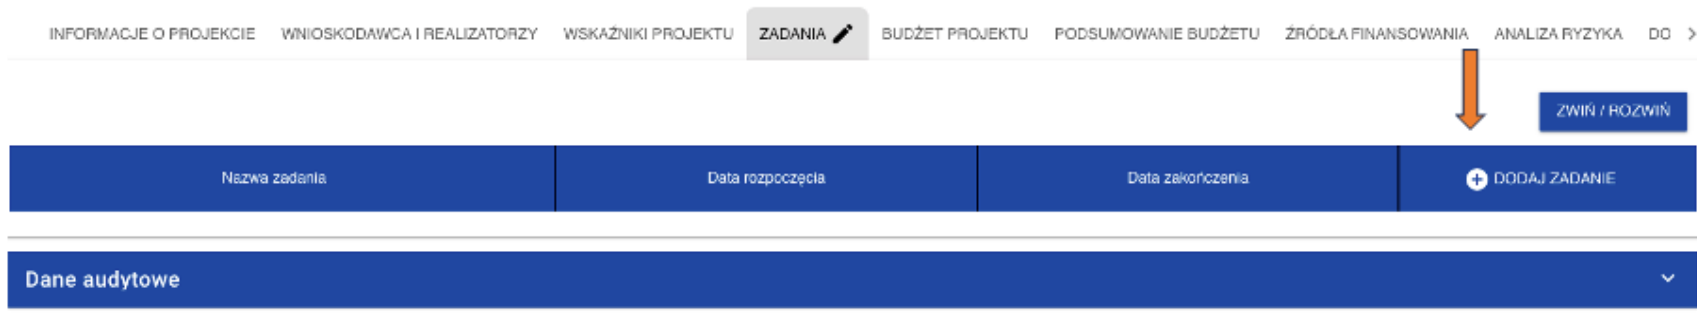 INFORMACJE O PROJEKCIE WNIOSKODAWCA I REALIZATORZY WSKAŹNIKI PROJEKTU ZADANIA BUDŻET PROJEKTU PODSUMOWANIE BUDŻETU ŹRÓDŁA FINANSOWANIA ANALIZA RYZYKA DO
ZWIŃ / ROZWIŃ
Nazwa zadania Data rozpoczęcia Data zakończenia DODAJ ZADANIE
Dane audytowe